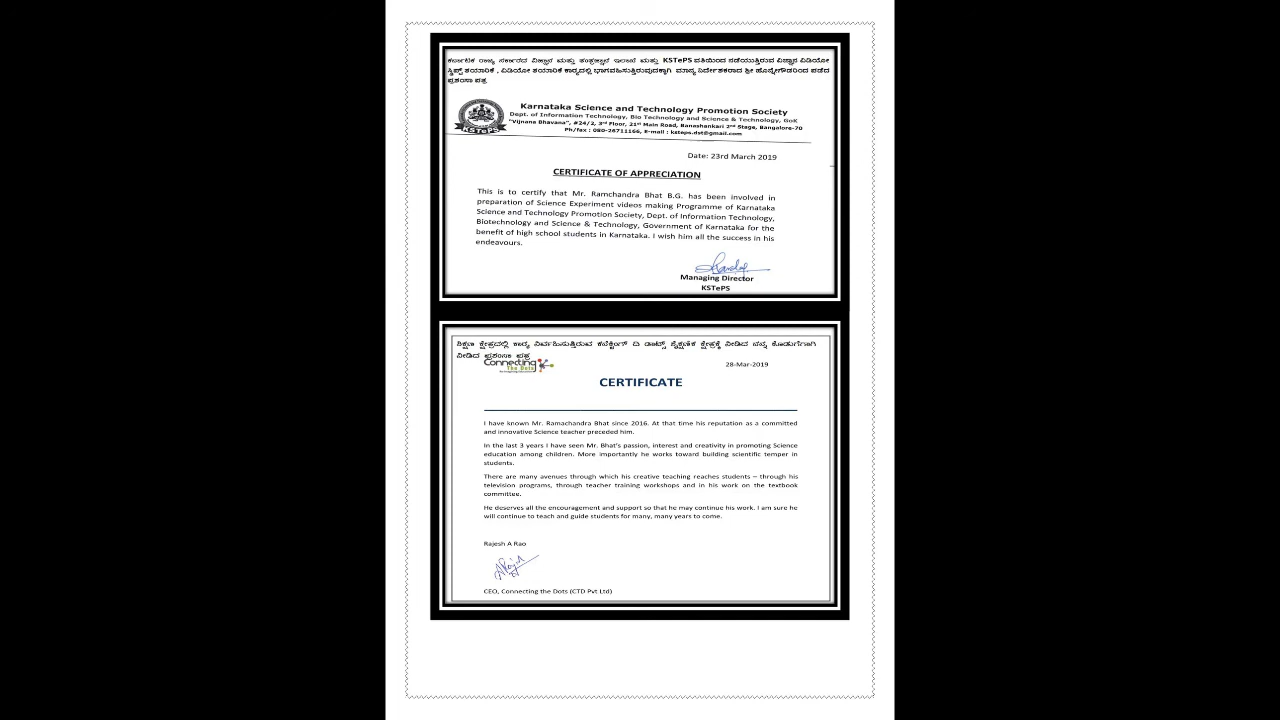 ಕರ್ನಾಟಕ ರಾಜ್ಯ ಸರ್ಕಾರದ ವಿಜ್ಞಾನ ಮತ್ತು ತಂತ್ರಜ್ಞಾನ ಇಲಾಖೆ ಮತ್ತು KSTePS ವತಿಯಿಂದ ನಡೆಯುತ್ತಿರುವ ವಿಜ್ಞಾನ ವಿಡಿಯೋ
ಸ್ಕ್ರಿಪ್ಟ್ ತಯಾರಿಕೆ , ವಿಡಿಯೋ ತಯಾರಿಕೆ ಕಾರ್ಯದಲ್ಲಿ ಭಾಗವಹಿಸುತ್ತಿರುವುದಕ್ಕಾಗಿ ಮಾನ್ಯ ನಿರ್ದೇಶಕರಾದ ಶ್ರೀ ಹೊನ್ನೇಗೌಡರಿಂದ ಪಡೆದ
ಪ್ರಶಂಸಾ ಪತ್ರ
Karnataka Science and Technology Promotion Society
Dept. of Information Technology, Bio Technology and Science & Technology, GoK
"Vijnana Bhavana", #24/2, 3rd Floor, 21st Main Road, Banashankari 2nd Stage, Bangalore-70
Ph/fax : 080-26711166, E-mail : ksteps.dst@gmail.com
KSTePS
Date: 23rd March 2019
CERTIFICATE OF APPRECIATION
This is to certify that Mr. Ramchandra Bhat B.G. has been involved in
preparation of Science Experiment videos making Programme of Karnataka
Science and Technology Promotion Society, Dept. of Information Technology,
Biotechnology and Science & Technology, Government of Karnataka for the
benefit of high school students in Karnataka. I wish him all the success in his
endeavours.
Managing Director
KSTePS
ಶಿಕ್ಷಣ ಕ್ಷೇತ್ರದಲ್ಲಿ ಕಾರ್ಯ ನಿರ್ವಹಿಸುತ್ತಿರುವ ಕನೆಕ್ಟಿಂಗ್ ದಿ ಡಾಟ್ಸ್ ಶೈಕ್ಷಣಿಕ ಕ್ಷೇತ್ರಕ್ಕೆ ನೀಡಿದ ನನ್ನ ಕೊಡುಗೆಗಾಗಿ
ನೀಡಿದ ಪ್ರಶಂಸಾ ಪತ್ರ
Connecting
The Dots
28-Mar-2019
CERTIFICATE
I have known Mr. Ramachandra Bhat since 2016. At that time his reputation as a committed
and innovative Science teacher preceded him.
In the last 3 years I have seen Mr. Bhat's passion, interest and creativity in promoting Science
education among children. More importantly he works toward building scientific temper in
students.
There are many avenues through which his creative teaching reaches students – through his
television programs, through teacher training workshops and in his work on the textbook
committee.
He deserves all the encouragement and support so that he may continue his work. I am sure he
will continue to teach and guide students for many, many years to come.
Rajesh A Rao
CEO, Connecting the Dots (CTD Pvt Ltd)